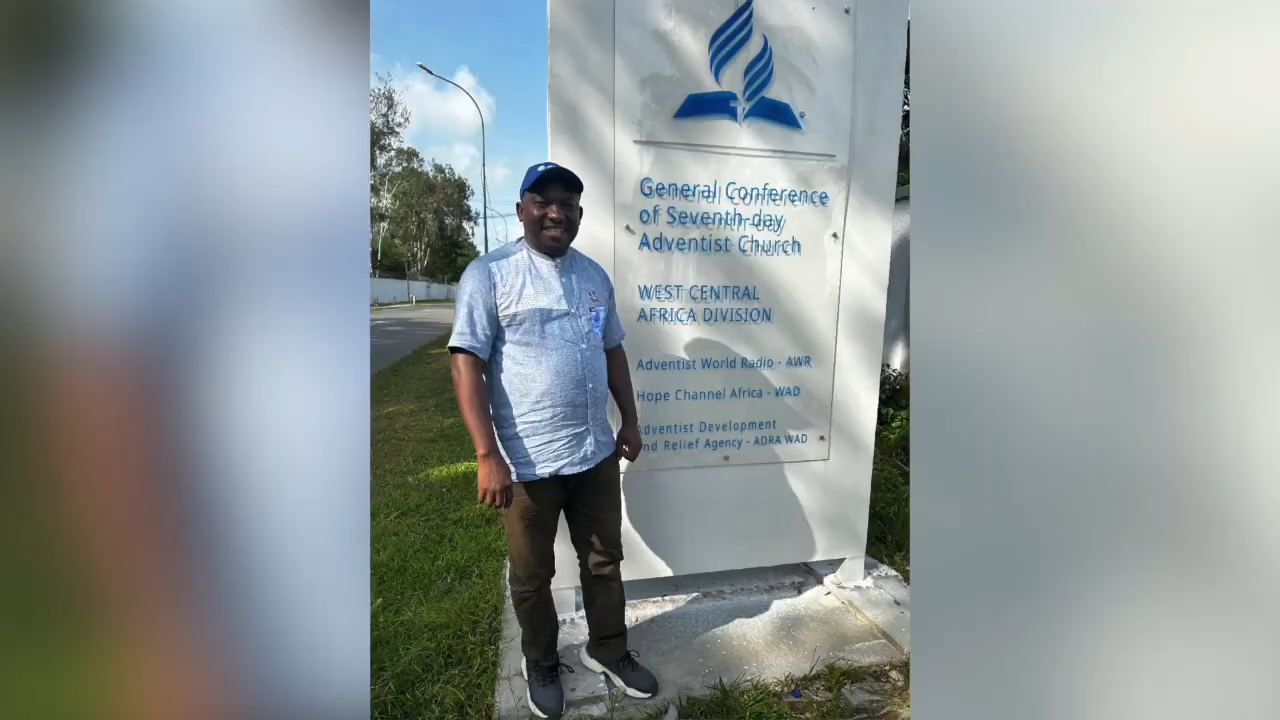 General Conference
of Seventh-day
Adventist Church
WEST CENTRAL
AFRICA DIVISION
Adventist World Radio - AWR
Hope Channel Africa - WAD
Adventist Development
and Relief Agency - ADRA WAD